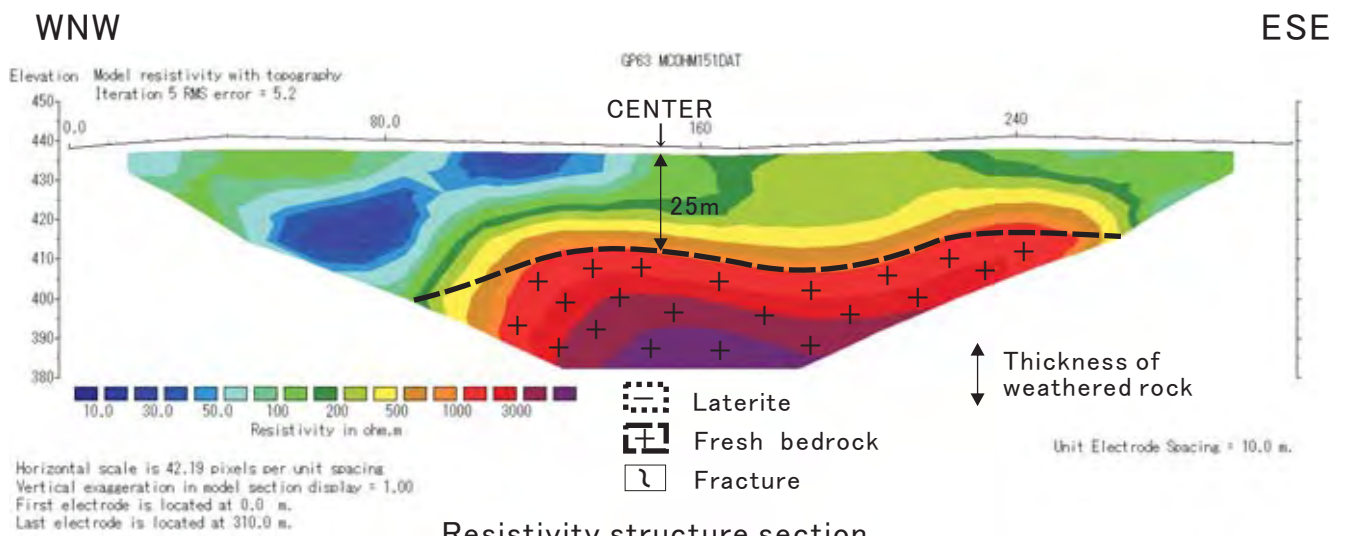 WNW
ESE
GP63 MCOHM151DAT
Elevation Model resistivity with topography
Iteration 5 RMS error = 5.2
CENTER
450
0.0 80.0 160 240
440
430
420
25m
410
400
390
380
10.0 30.0 50.0 100 200 500 1000 3000
Resistivity in ohm.m
Thickness of
weathered rock
Laterite
Fresh bedrock
Fracture
Unit Electrode Spacing = 10.0 m.
Horizontal scale is 42.19 pixels per unit spacing
Vertical exaggeration in model section display = 1.00
First electrode is located at 0.0 m.
Last electrode is located at 310.0 m.
Resistivity structure section